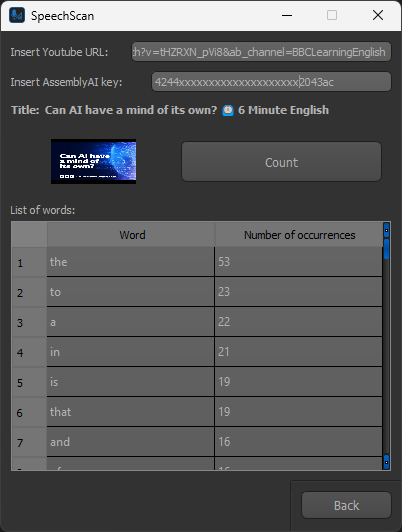 SpeechScan
Insert Youtube URL: :h?v=tHZRXN_pVi8&ab_channel=BBCLearningEnglish
Insert AssemblyAI key: 4244xxxxxxxxxxxxxxxxxxxxx2043ac
Title: Can AI have a mind of its own? ⏰ 6 Minute English
Can AI have
a mind of
its own?
Count
List of words:
Word Number of occurrences
1 the 53
2 to 23
3 a 22
4 in 21
5 is 19
6 that 19
7 and 16
Back